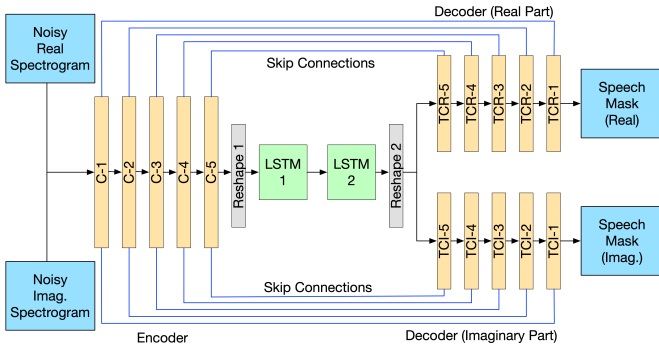 Decoder (Real Part)
Noisy
Real
Spectrogram
Skip Connections
TCR-5
TCR-4
TCR-3
TCR-2
TCR-1
Speech
Mask
(Real)
C-1
C-2
C-3
C-4
C-5
Reshape 1
LSTM
1
LSTM
2
Reshape 2
TCI-5
TCI-4
TCI-3
TCI-2
TCI-1
Speech
Mask
(Imag.)
Noisy
Imag.
Spectrogram
Skip Connections
Encoder
Decoder (Imaginary Part)